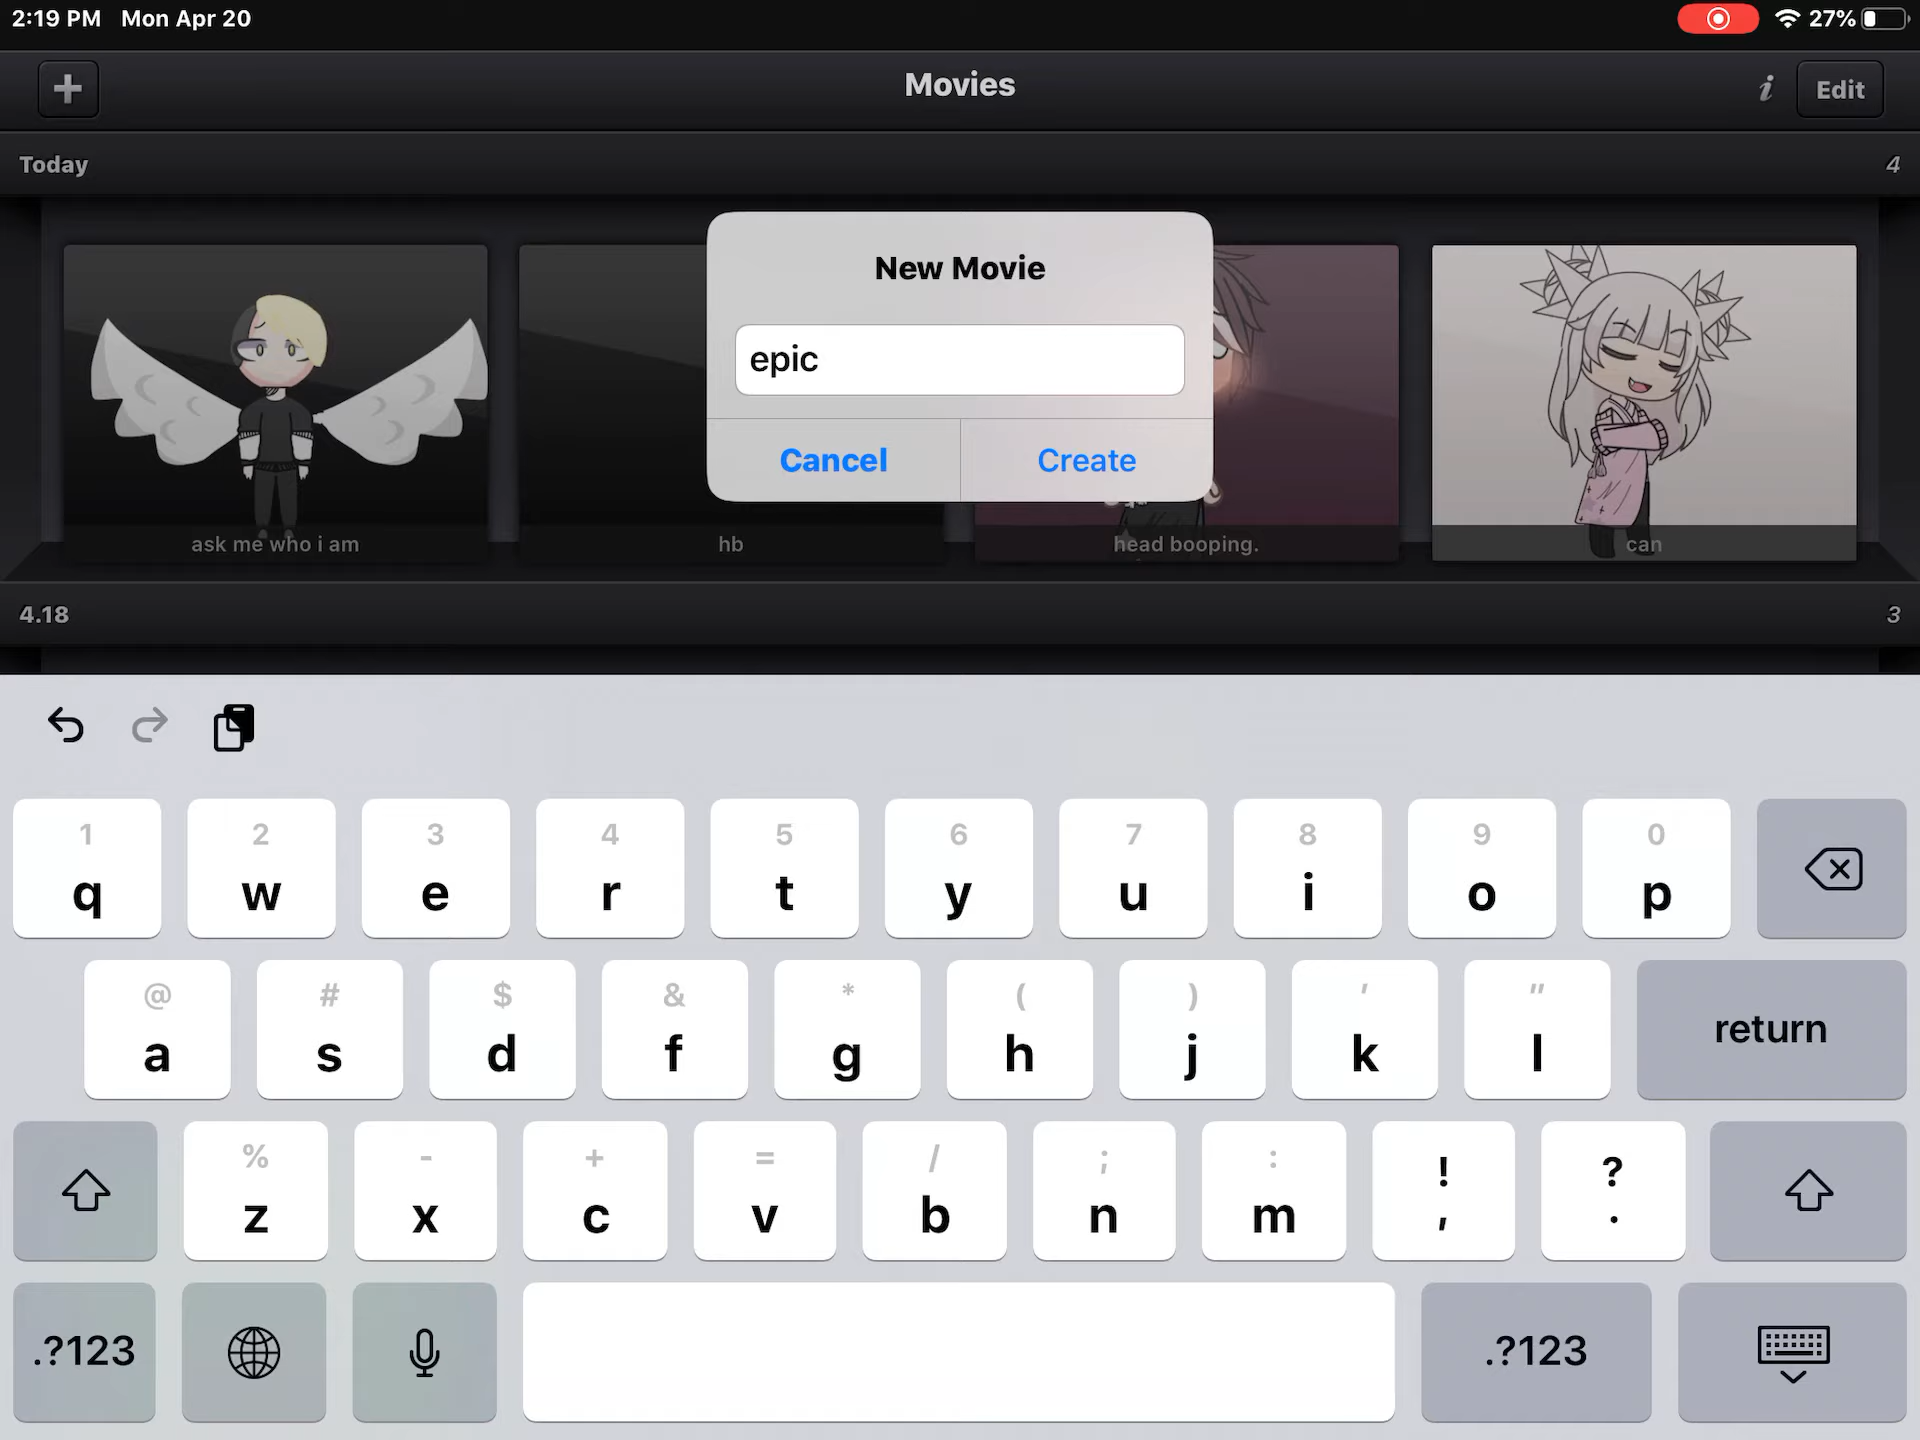 2:19 PM Mon Apr 20 27%
Movies
i Edit
Today 4
New Movie
epic
Cancel Create
ask me who i am hb head booping. can
4.18 3
1 2 3 4 5 6 7 8 9 0
q w e r t y u i o p
@ # $ & * ( ) ' "
a s d f g h j k l return
% - + = / ; : ! ?
z x c v b n m , .
.?123 .?123